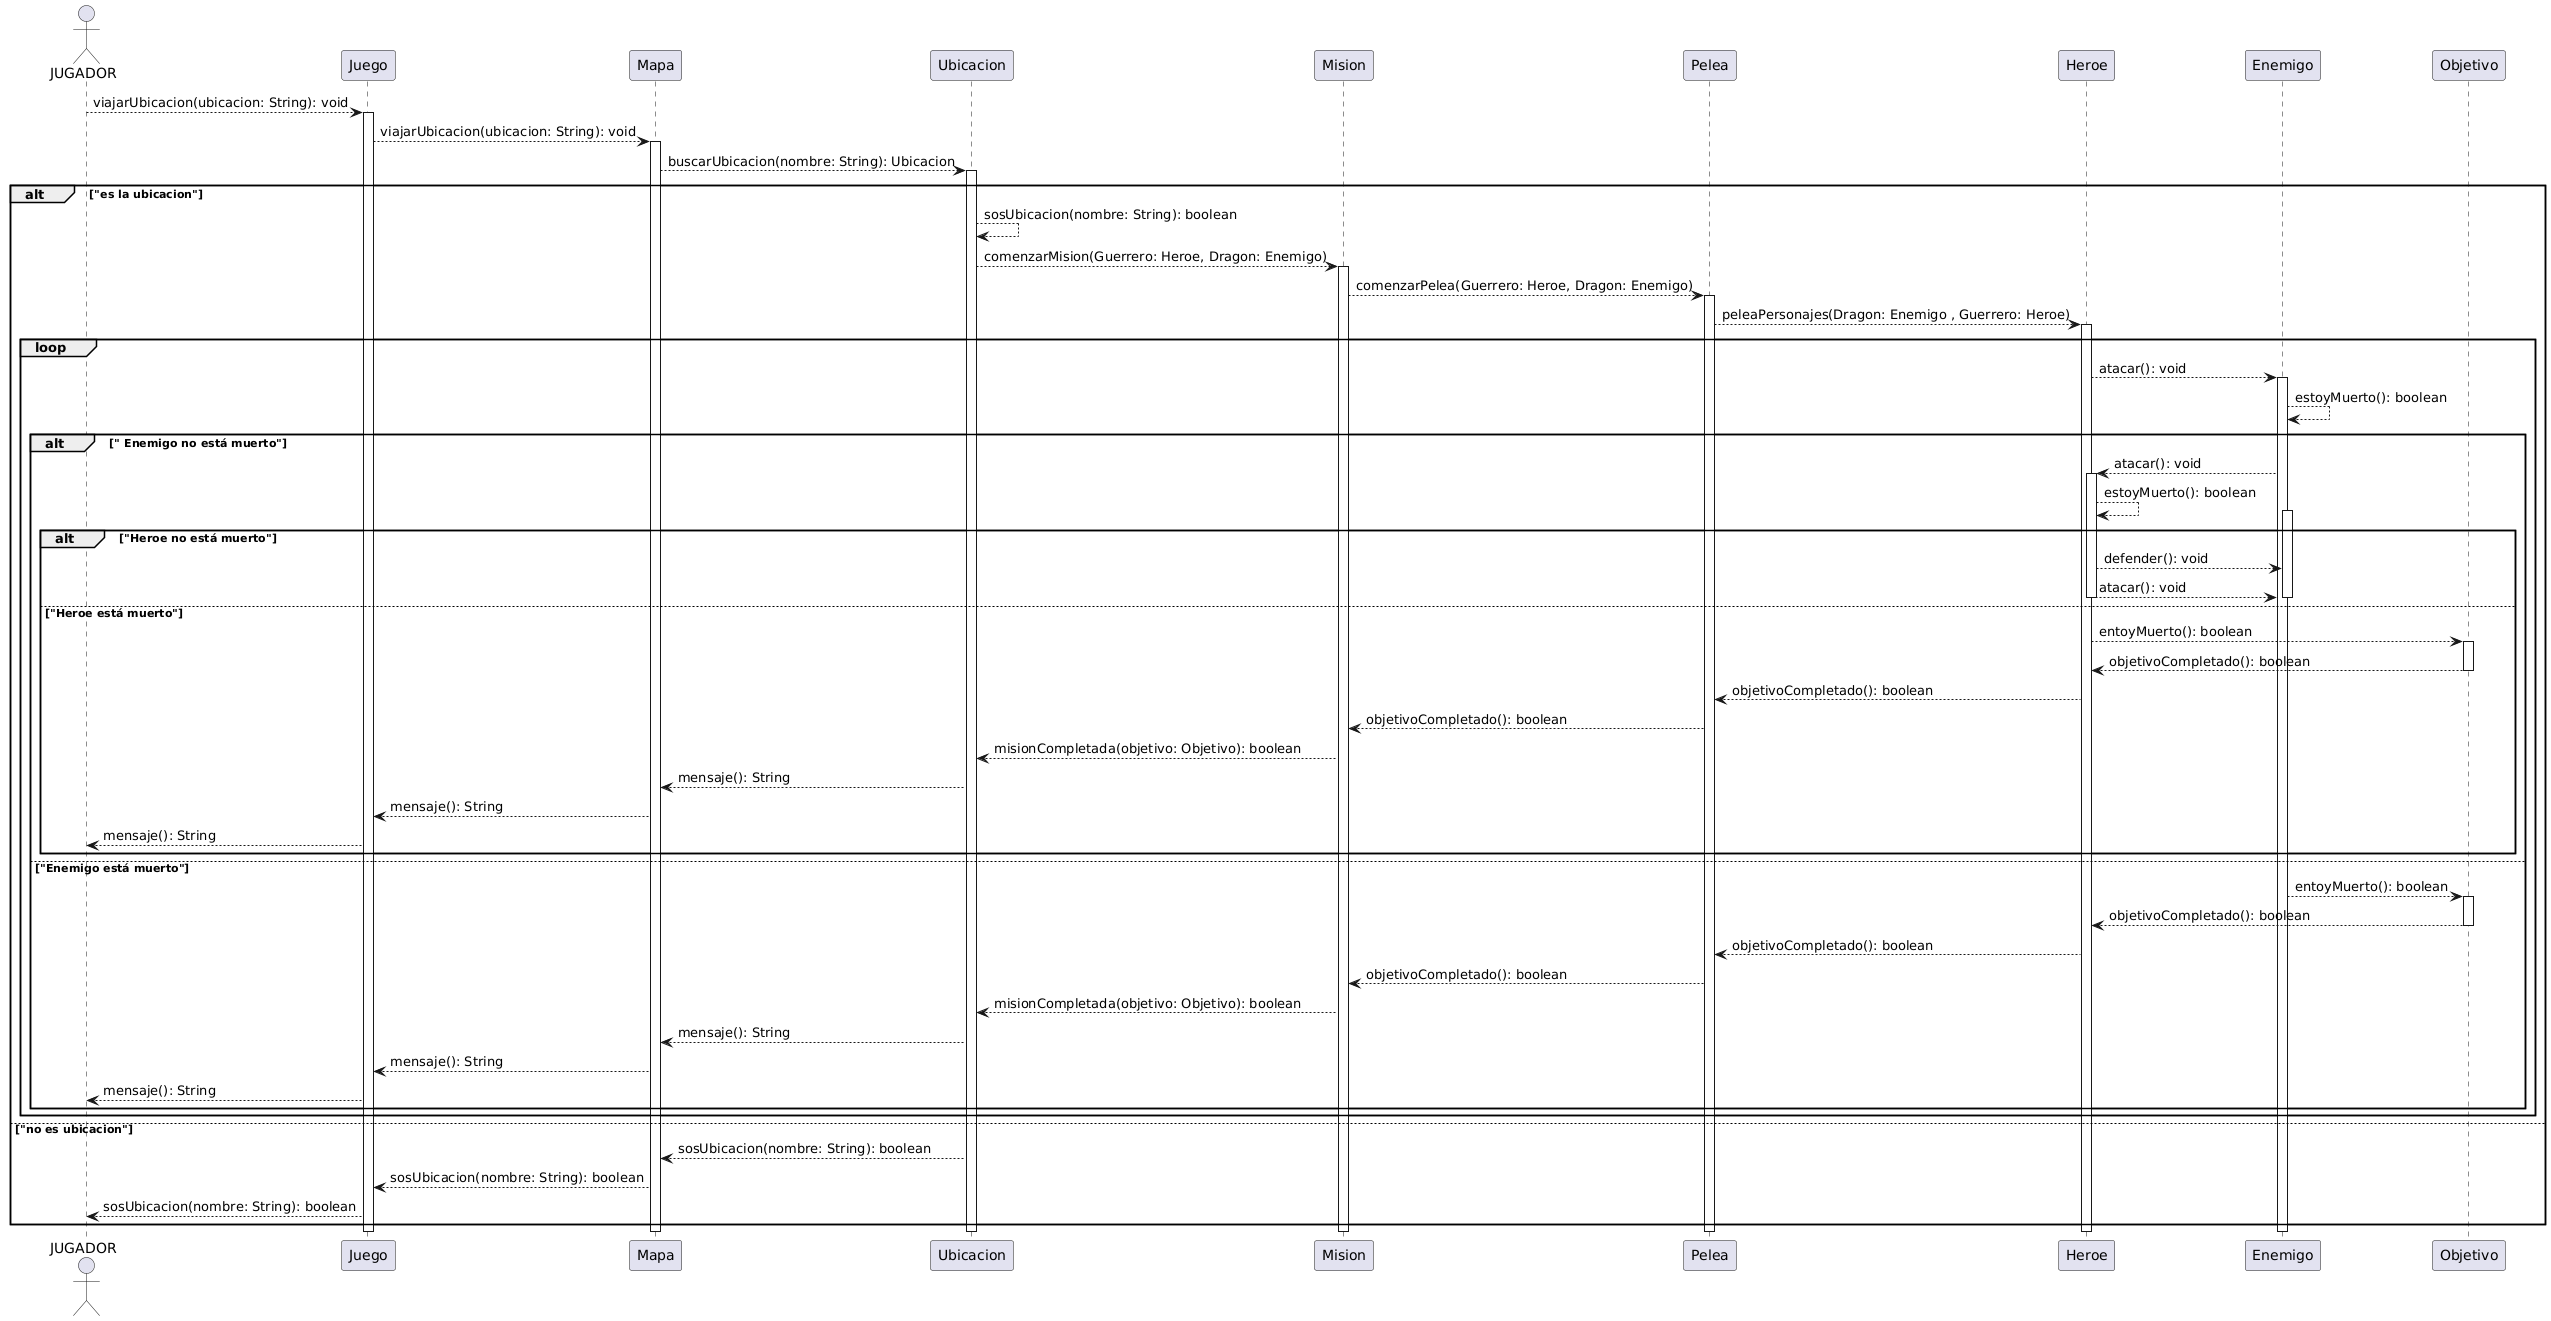 JUGADOR
Juego
Mapa
Ubicacion
Mision
Pelea
Heroe
Enemigo
Objetivo
viajarUbicacion(ubicacion: String): void
viajarUbicacion(ubicacion: String): void
buscarUbicacion(nombre: String): Ubicacion
alt ["es la ubicacion"]
sosUbicacion(nombre: String): boolean
comenzarMision(Guerrero: Heroe, Dragon: Enemigo)
comenzarPelea(Guerrero: Heroe, Dragon: Enemigo)
peleaPersonajes(Dragon: Enemigo , Guerrero: Heroe)
loop
atacar(): void
estoyMuerto(): boolean
alt [" Enemigo no está muerto"]
atacar(): void
estoyMuerto(): boolean
alt ["Heroe no está muerto"]
defender(): void
atacar(): void
["Heroe está muerto"]
entoyMuerto(): boolean
objetivoCompletado(): boolean
objetivoCompletado(): boolean
objetivoCompletado(): boolean
misionCompletada(objetivo: Objetivo): boolean
mensaje(): String
mensaje(): String
mensaje(): String
["Enemigo está muerto"]
entoyMuerto(): boolean
objetivoCompletado(): boolean
objetivoCompletado(): boolean
objetivoCompletado(): boolean
misionCompletada(objetivo: Objetivo): boolean
mensaje(): String
mensaje(): String
mensaje(): String
["no es ubicacion"]
sosUbicacion(nombre: String): boolean
sosUbicacion(nombre: String): boolean
sosUbicacion(nombre: String): boolean
JUGADOR
Juego
Mapa
Ubicacion
Mision
Pelea
Heroe
Enemigo
Objetivo